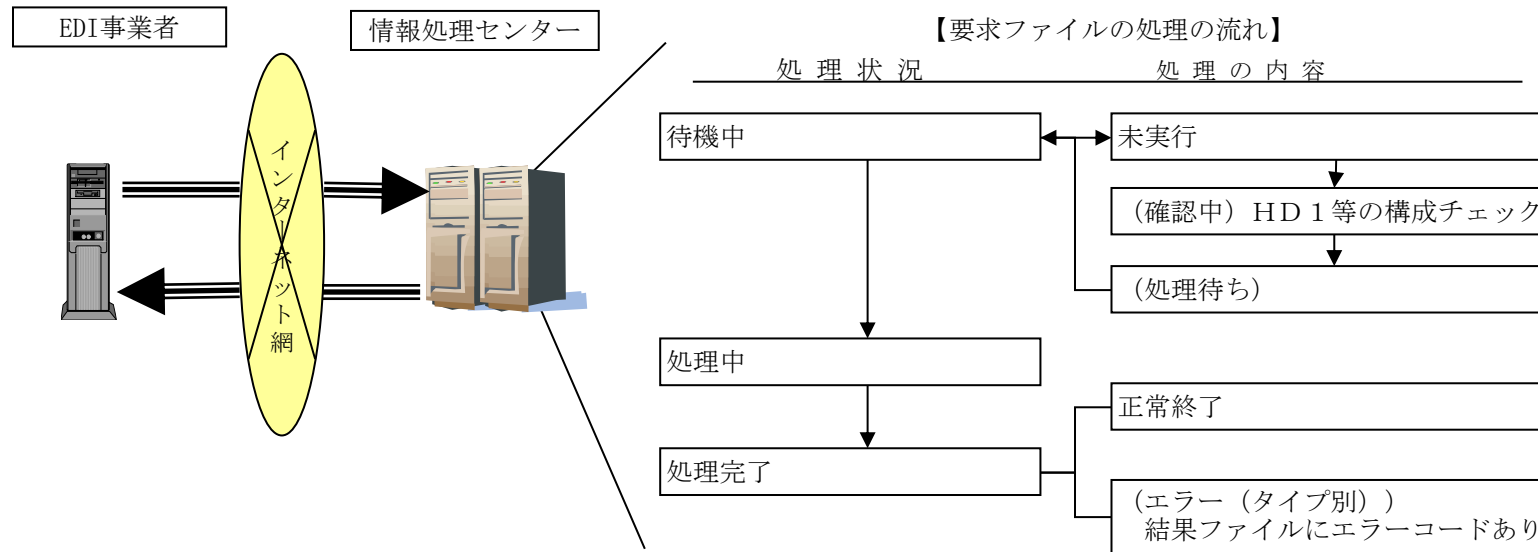 EDI事業者
情報処理センター
インターネット網
【要求ファイルの処理の流れ】
処理状況
処理の内容
待機中
未実行
（確認中）ＨＤ１等の構成チェック
（処理待ち）
処理中
正常終了
処理完了
（エラー（タイプ別））
結果ファイルにエラーコードあり